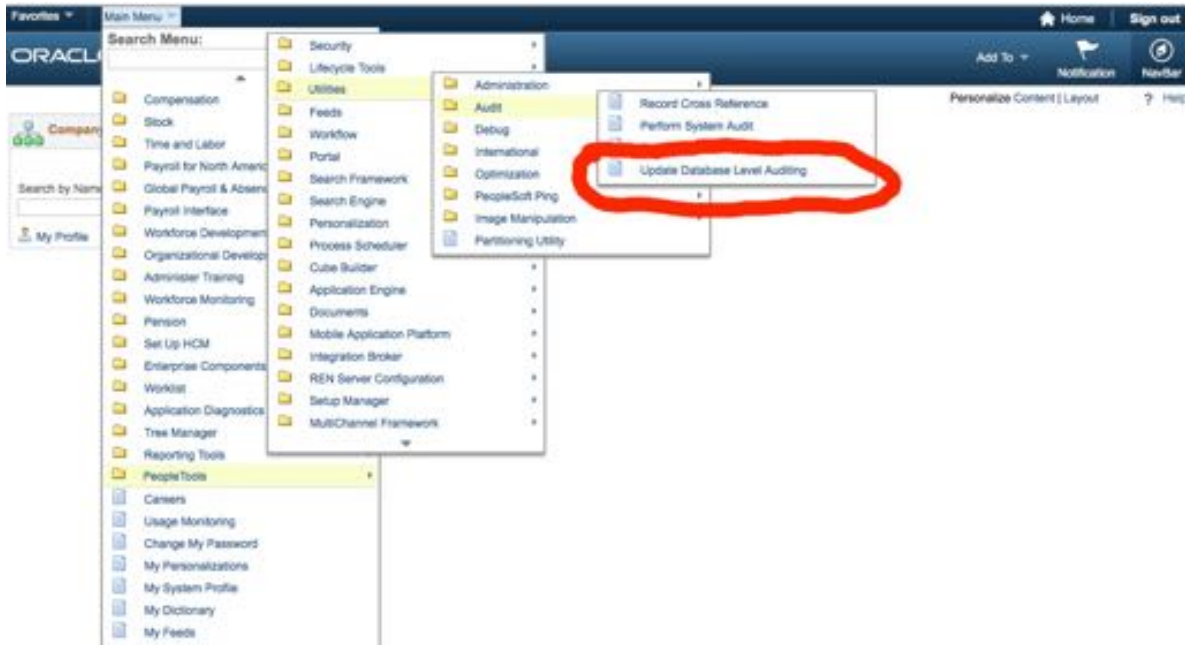 Favorites
Main Menu
Home
Sign out
ORACL
Add To
Notification
NavBar
Personalize Content | Layout
? Help
Company
Search by Name
My Profile
Search Menu:
Compensation
Stock
Time and Labor
Payroll for North Americ
Global Payroll & Absenc
Payroll Interface
Workforce Developmen
Organizational Develop
Administer Training
Workforce Monitoring
Pension
Set Up HCM
Enterprise Components
Worklist
Application Diagnostics
Tree Manager
Reporting Tools
PeopleTools
Careers
Usage Monitoring
Change My Password
My Personalizations
My System Profile
My Dictionary
My Feeds
Security
Lifecycle Tools
Utilities
Feeds
Workflow
Portal
Search Framework
Search Engine
Personalization
Process Scheduler
Cube Builder
Application Engine
Documents
Mobile Application Platform
Integration Broker
REN Server Configuration
Setup Manager
MultiChannel Framework
Administration
Audit
Debug
International
Optimization
PeopleSoft Ping
Image Manipulation
Partitioning Utility
Record Cross Reference
Perform System Audit
Update Database Level Auditing